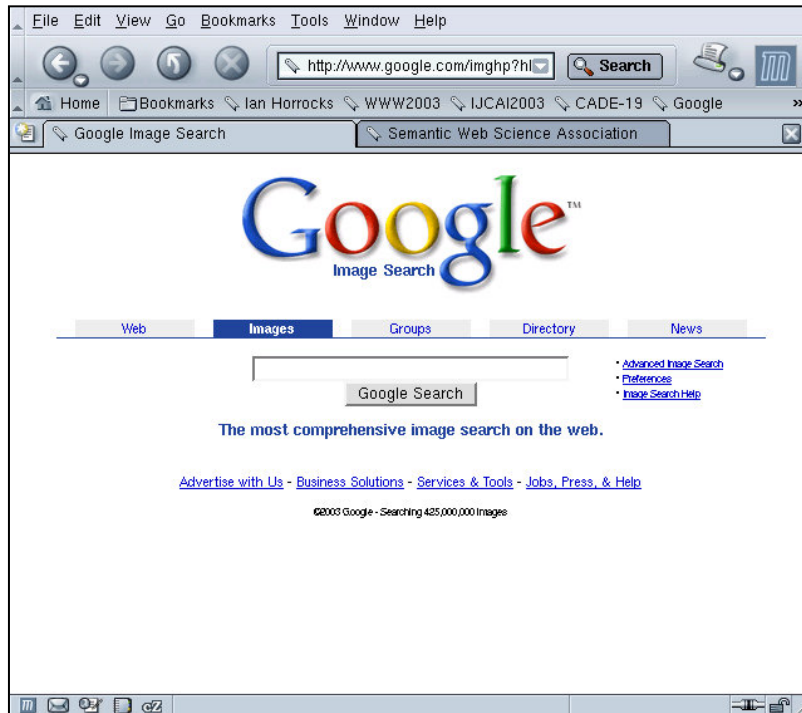 File Edit View Go Bookmarks Tools Window Help
http://www.google.com/imghp?hl Search
Home Bookmarks Ian Horrocks WWW2003 IJCAI2003 CADE-19 Google »
Google Image Search Semantic Web Science Association
Google™
Image Search
Web Images Groups Directory News
• Advanced Image Search
• Preferences
• Image Search Help
Google Search
The most comprehensive image search on the web.
Advertise with Us - Business Solutions - Services & Tools - Jobs, Press, & Help
©2003 Google - Searching 425,000,000 images